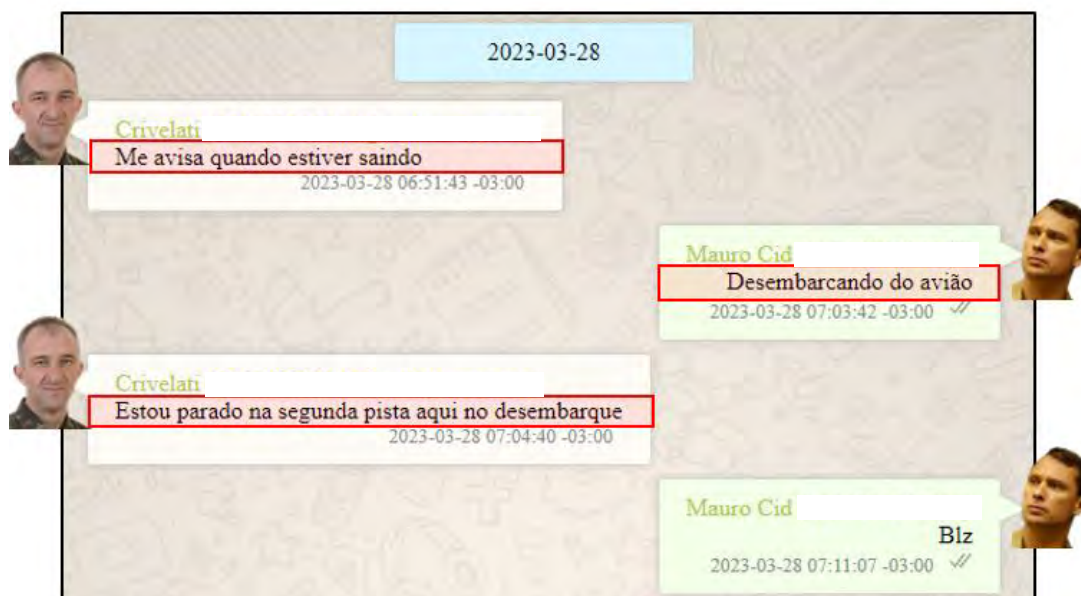 2023-03-28
Crivelati
Me avisa quando estiver saindo
2023-03-28 06:51:43 -03:00
Mauro Cid
Desembarcando do avião
2023-03-28 07:03:42 -03:00
Crivelati
Estou parado na segunda pista aqui no desembarque
2023-03-28 07:04:40 -03:00
Mauro Cid
Blz
2023-03-28 07:11:07 -03:00